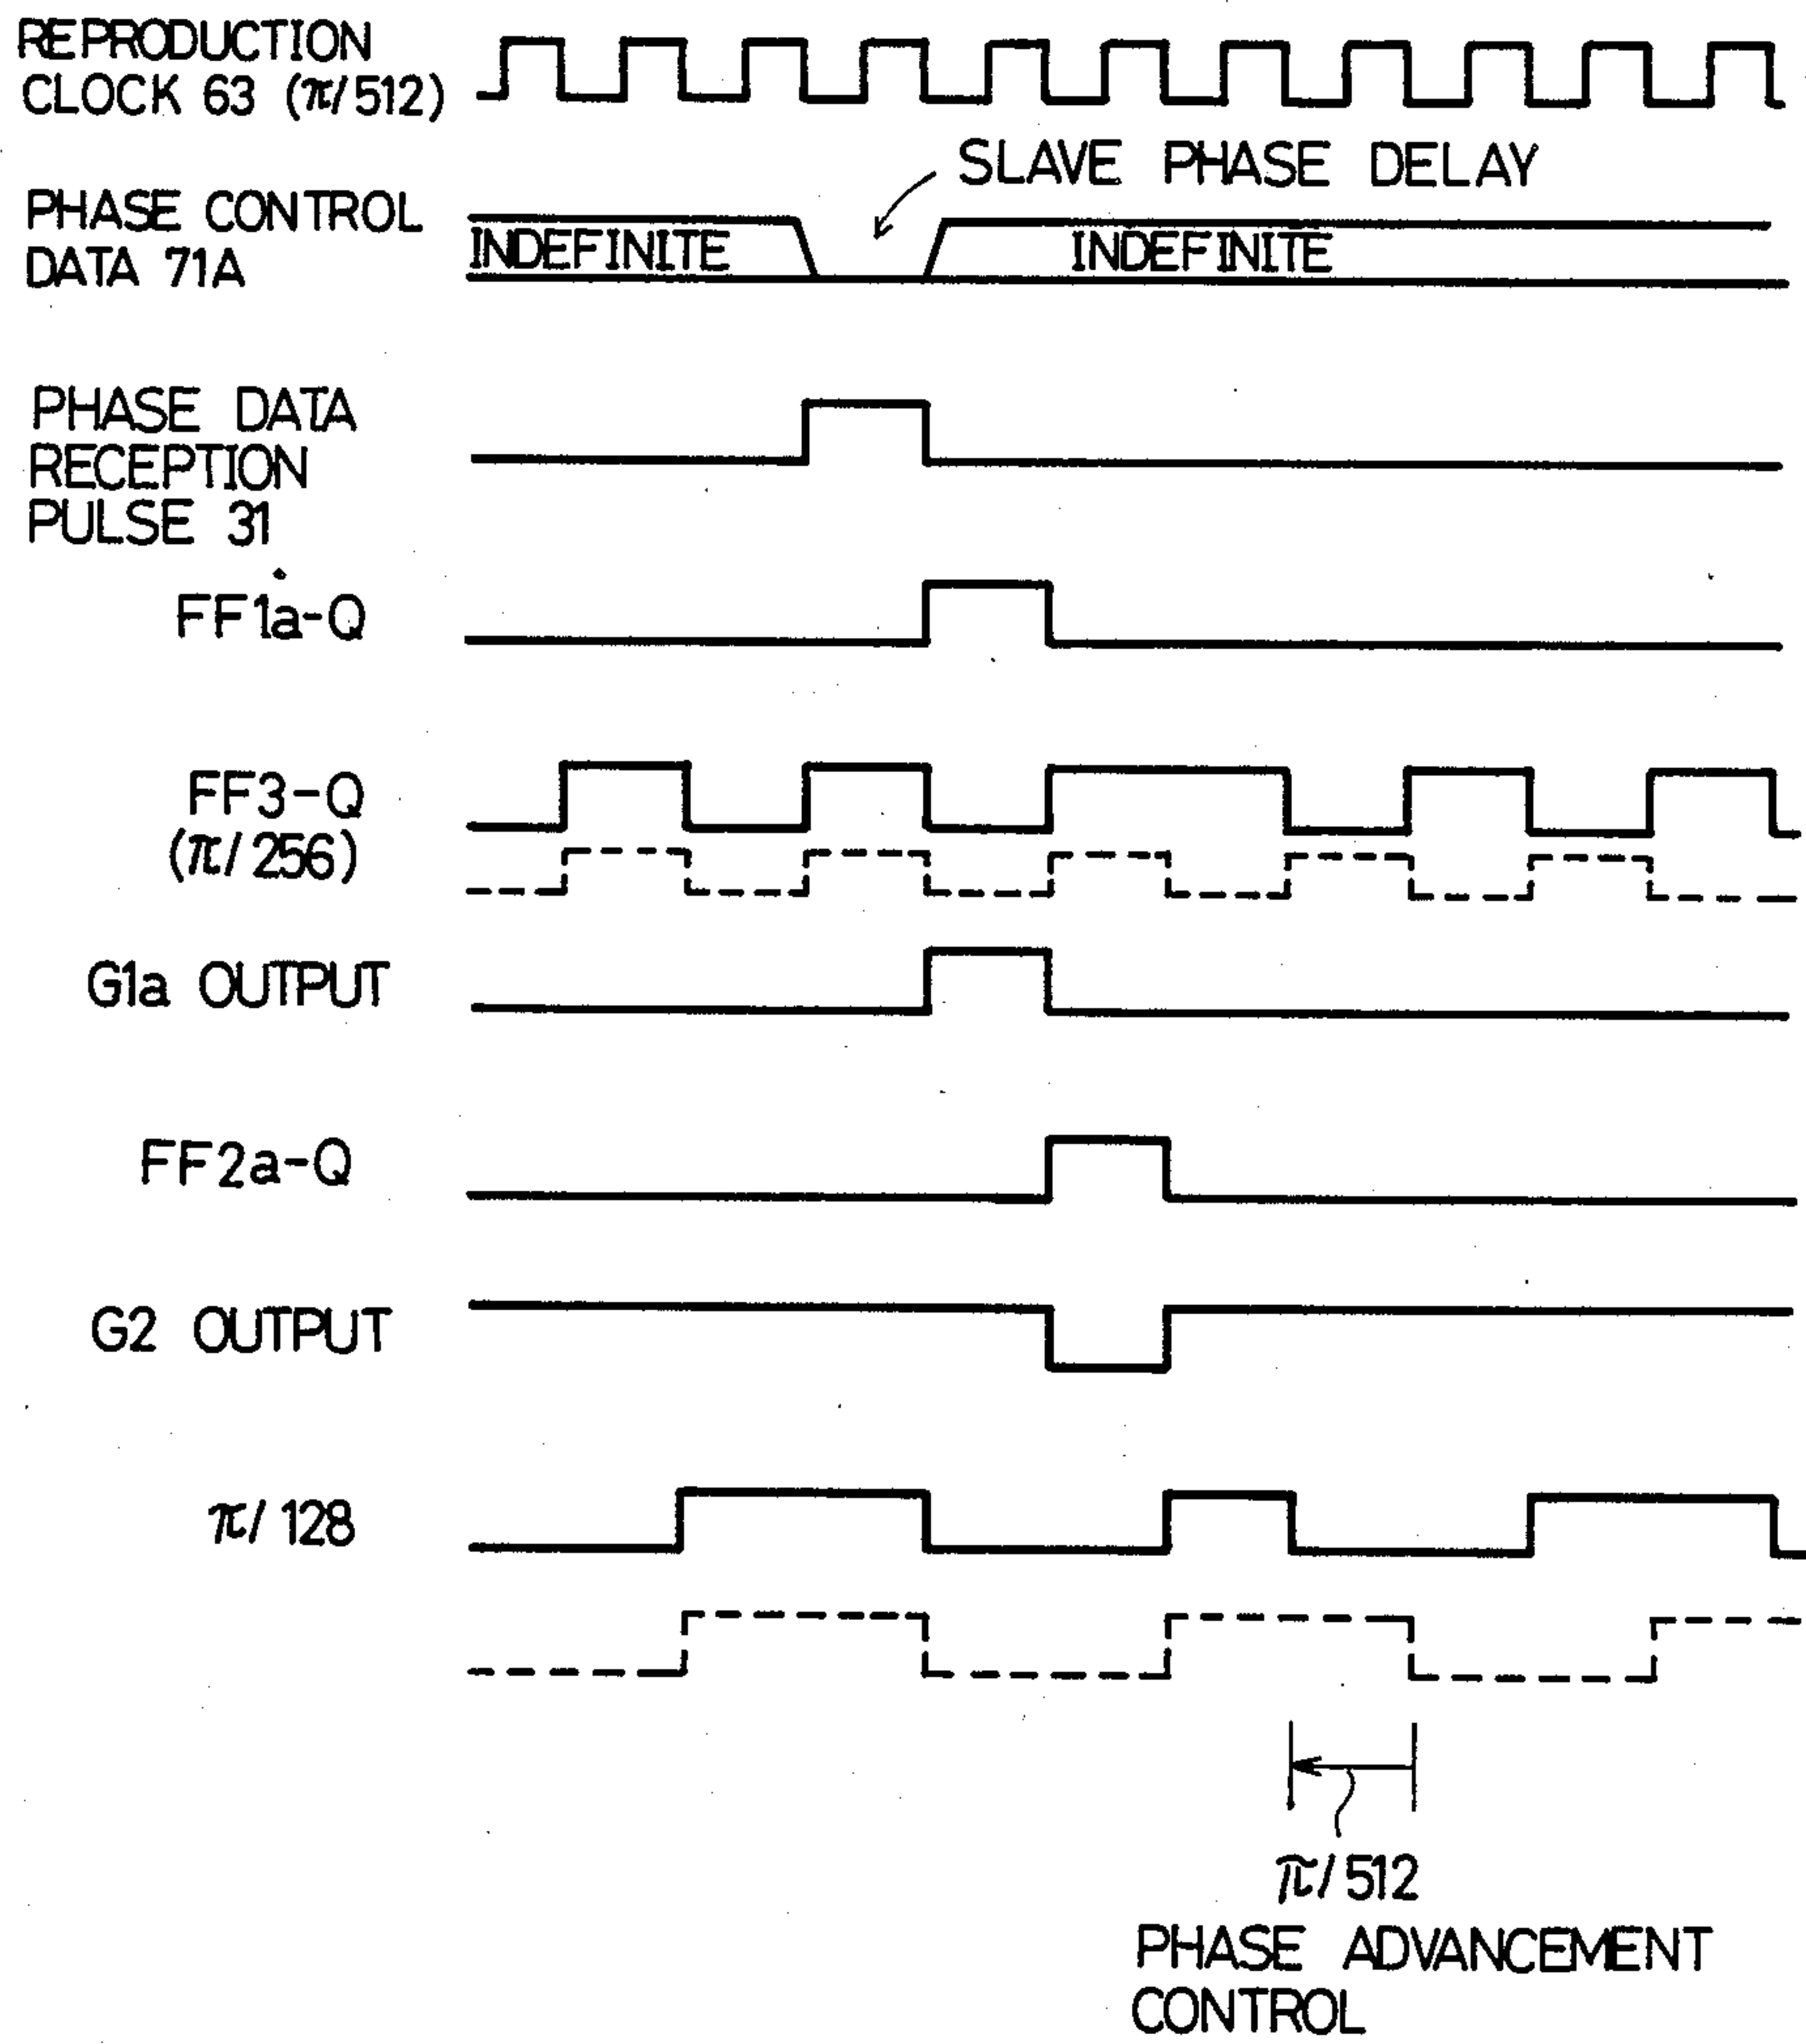 REPRODUCTION
CLOCK 63 (π/512)
SLAVE PHASE DELAY
PHASE CONTROL
DATA 71A
INDEFINITE
INDEFINITE
PHASE DATA
RECEPTION
PULSE 31
FF1a-Q
FF3-Q
(π/256)
G1a OUTPUT
FF2a-Q
G2 OUTPUT
π/128
π/512
PHASE ADVANCEMENT
CONTROL